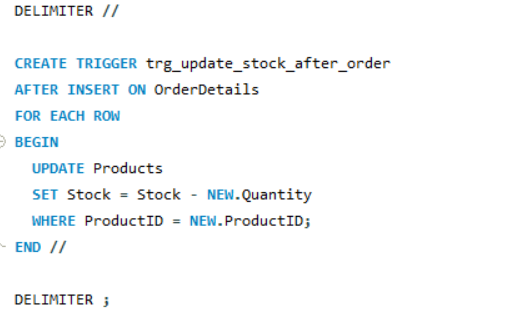 DELIMITER //
CREATE TRIGGER trg_update_stock_after_order
AFTER INSERT ON OrderDetails
FOR EACH ROW
BEGIN
UPDATE Products
SET Stock = Stock - NEW.Quantity
WHERE ProductID = NEW.ProductID;
END //
DELIMITER ;